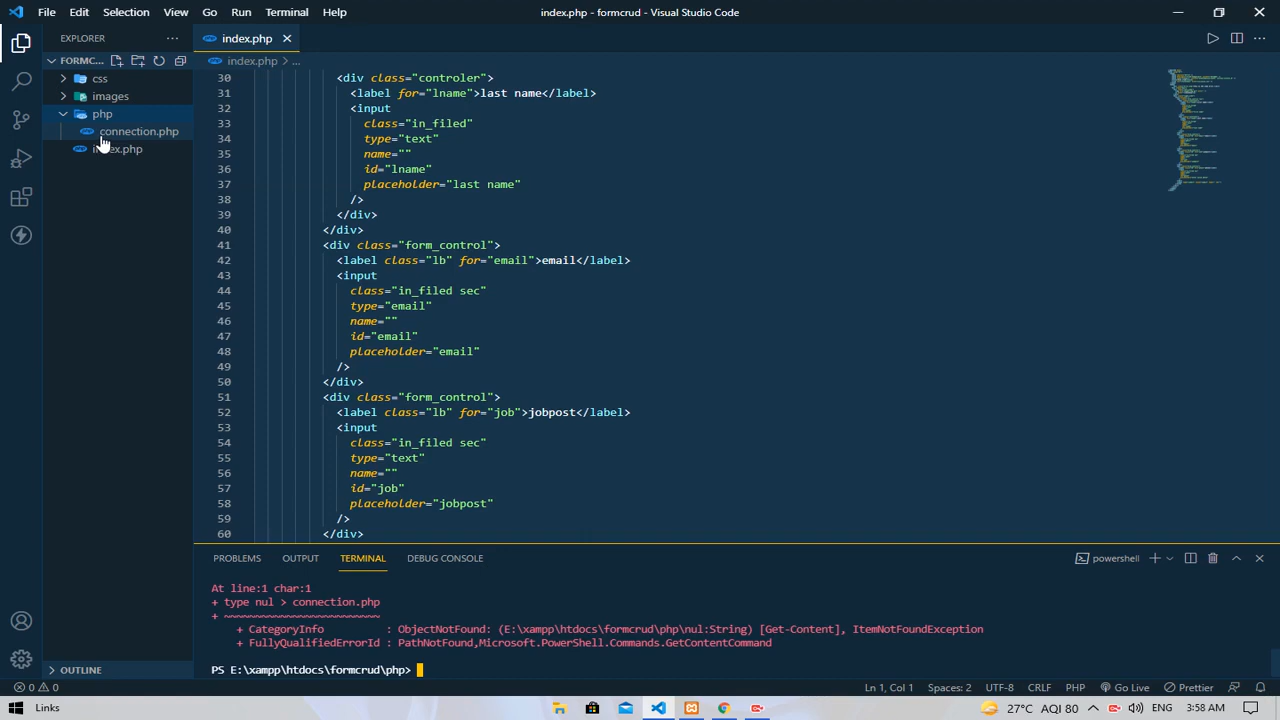 File Edit Selection View Go Run Terminal Help
index.php - formcrud - Visual Studio Code
EXPLORER
index.php
FORMC...
css
images
php
connection.php
index.php
index.php > ...
30 <div class="controler">
31 <label for="lname">last name</label>
32 <input
33 class="in_filed"
34 type="text"
35 name=""
36 id="lname"
37 placeholder="last name"
38 />
39 </div>
40 </div>
41 <div class="form_control">
42 <label class="lb" for="email">email</label>
43 <input
44 class="in_filed sec"
45 type="email"
46 name=""
47 id="email"
48 placeholder="email"
49 />
50 </div>
51 <div class="form_control">
52 <label class="lb" for="job">jobpost</label>
53 <input
54 class="in_filed sec"
55 type="text"
56 name=""
57 id="job"
58 placeholder="jobpost"
59 />
60 </div>
PROBLEMS OUTPUT TERMINAL DEBUG CONSOLE
powershell
At line:1 char:1
+ type nul > connection.php
+ ~~~~~~~~~~~~~~~~~~~~~~~~~
+ CategoryInfo : ObjectNotFound: (E:\xampp\htdocs\formcrud\php\nul:String) [Get-Content], ItemNotFoundException
+ FullyQualifiedErrorId : PathNotFound,Microsoft.PowerShell.Commands.GetContentCommand
PS E:\xampp\htdocs\formcrud\php>
OUTLINE
0 0
Ln 1, Col 1 Spaces: 2 UTF-8 CRLF PHP Go Live Prettier
Links
27°C AQI 80 ENG 3:58 AM